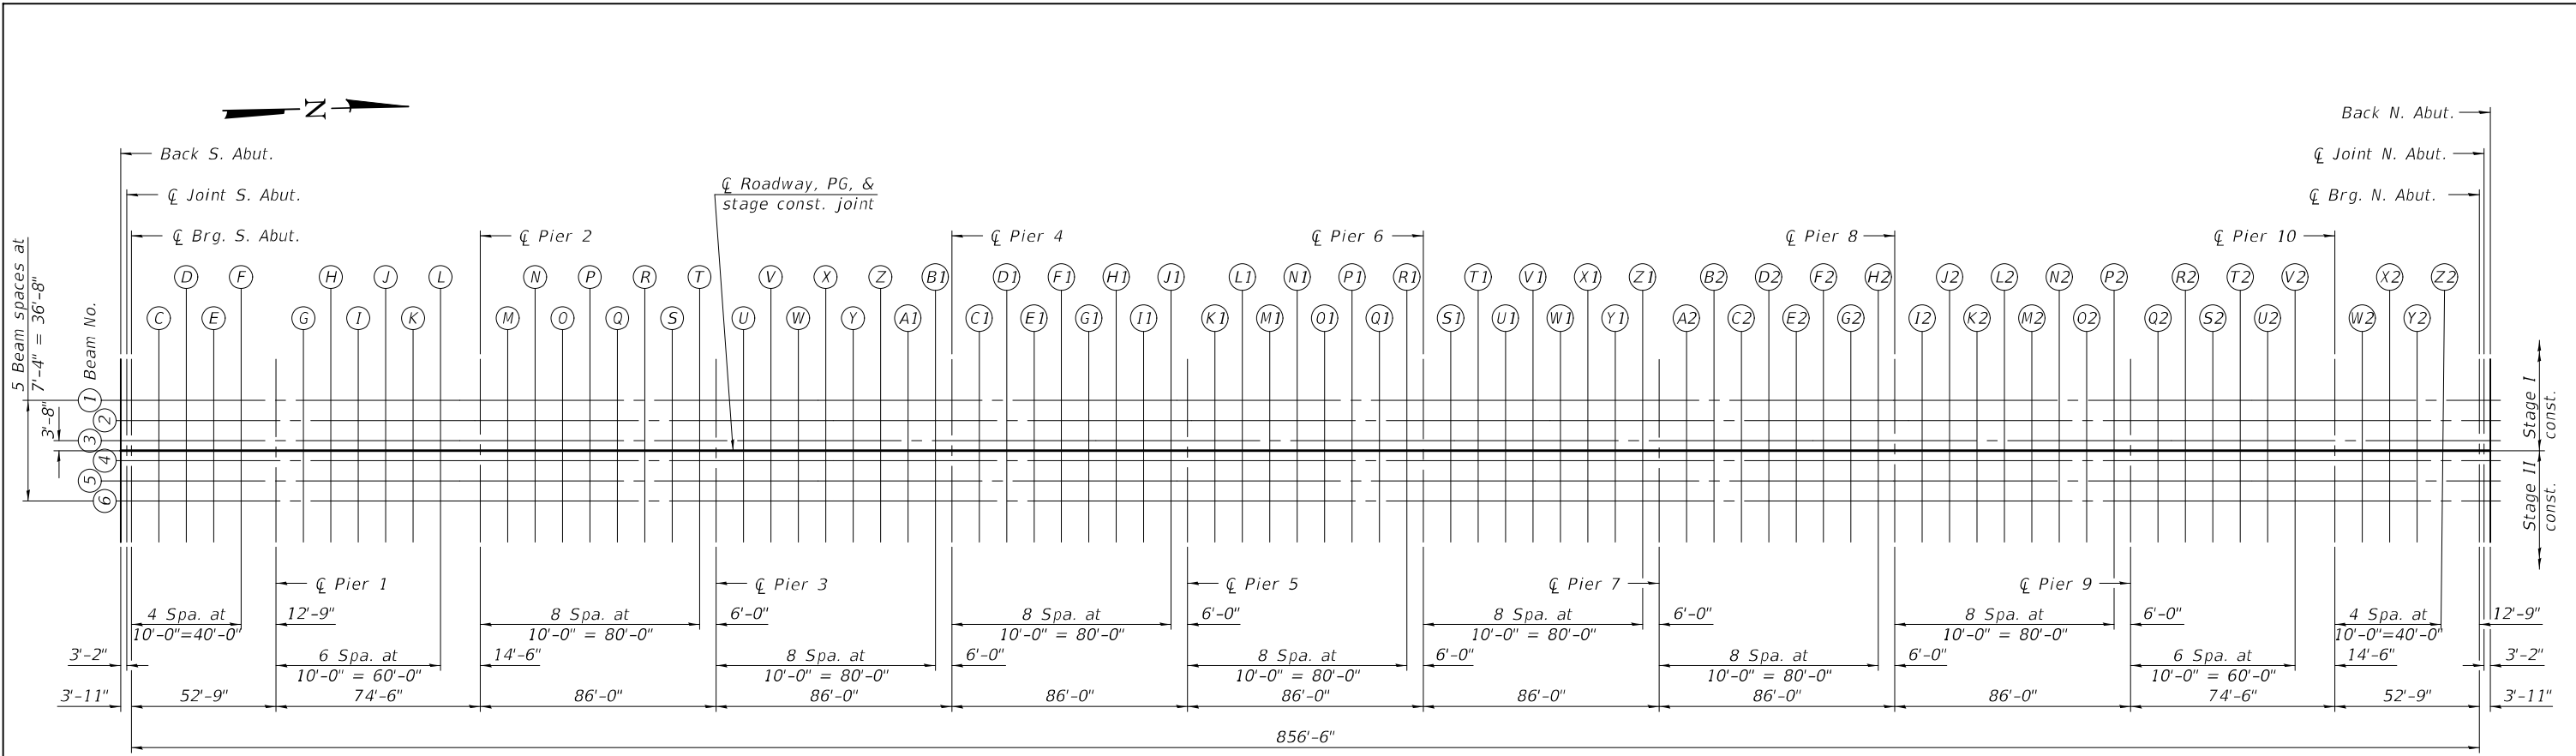 N
Back N. Abut.
Back S. Abut.
℄ Joint N. Abut.
℄ Joint S. Abut.
℄ Roadway, PG, &
stage const. joint
℄ Brg. N. Abut.
℄ Brg. S. Abut.
℄ Pier 2
℄ Pier 4
℄ Pier 6
℄ Pier 8
℄ Pier 10
5 Beam spaces at
7'-4" = 36'-8"
Beam No.
D F H J L N P R T V X Z B1 D1 F1 H1 J1 L1 N1 P1 R1 T1 V1 X1 Z1 B2 D2 F2 H2 J2 L2 N2 P2 R2 T2 V2 X2 Z2
C E G I K M O Q S U W Y A1 C1 E1 G1 I1 K1 M1 O1 Q1 S1 U1 W1 Y1 A2 C2 E2 G2 I2 K2 M2 O2 Q2 S2 U2 W2 Y2
1
2
3
4
5
6
3'-8"
Stage I
const.
Stage II
const.
℄ Pier 1
℄ Pier 3
℄ Pier 5
℄ Pier 7
℄ Pier 9
4 Spa. at
10'-0"=40'-0"
12'-9"
8 Spa. at
10'-0" = 80'-0"
6'-0"
8 Spa. at
10'-0" = 80'-0"
6'-0"
8 Spa. at
10'-0" = 80'-0"
6'-0"
8 Spa. at
10'-0" = 80'-0"
6'-0"
4 Spa. at
10'-0"=40'-0"
12'-9"
3'-2"
6 Spa. at
10'-0" = 60'-0"
14'-6"
8 Spa. at
10'-0" = 80'-0"
6'-0"
8 Spa. at
10'-0" = 80'-0"
6'-0"
8 Spa. at
10'-0" = 80'-0"
6'-0"
6 Spa. at
10'-0" = 60'-0"
14'-6"
3'-2"
3'-11"
52'-9"
74'-6"
86'-0"
86'-0"
86'-0"
86'-0"
86'-0"
86'-0"
86'-0"
74'-6"
52'-9"
3'-11"
856'-6"